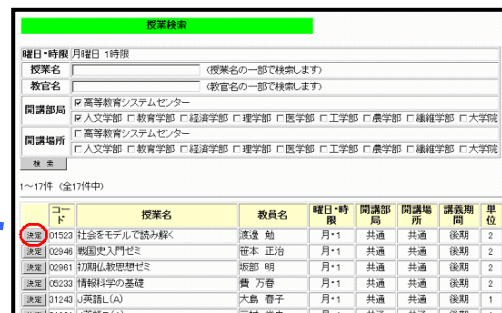 授業検索
曜日・時限 月曜日 1時限
授業名 (授業名の一部で検索します)
教官名 (教官名の一部で検索します)
開講部局 高等教育システムセンター
人文学部 教育学部 経済学部 理学部 医学部 工学部 農学部 繊維学部 大学院
開講場所 高等教育システムセンター
人文学部 教育学部 経済学部 理学部 医学部 工学部 農学部 繊維学部 大学院
検 索
1～17件 (全17件中)
コード 授業名 教員名 曜日・時限 開講部局 開講場所 講義期間 単位
決定 01523 社会をモデルで読み解く 渡邉 勉 月・1 共通 共通 後期 2
決定 02946 戦国史入門ゼミ 笹本 正治 月・1 共通 共通 後期 2
決定 02961 初期仏教思想ゼミ 坂部 明 月・1 共通 共通 後期 2
決定 05233 情報科学の基礎 費 万春 月・1 共通 共通 後期 2
決定 31243 J英語L(A) 大島 春子 月・1 共通 共通 後期 1